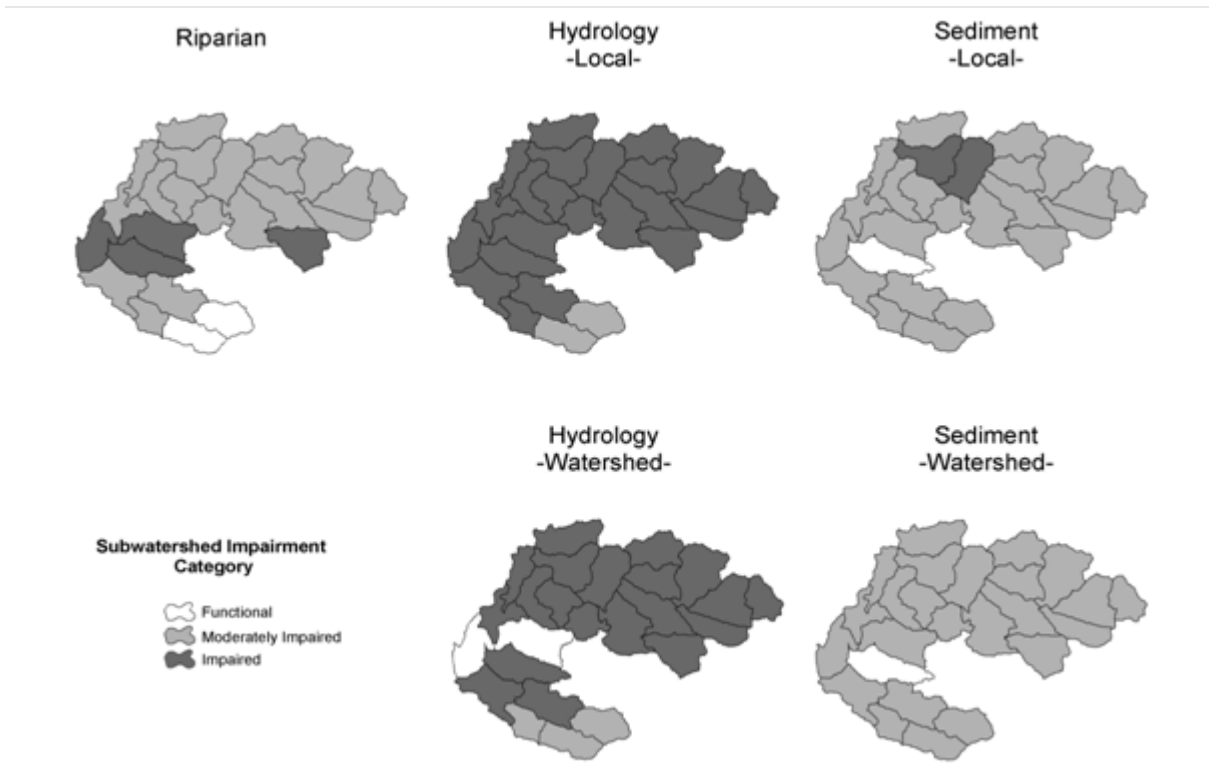 Riparian
Hydrology
-Local-
Sediment
-Local-
Hydrology
-Watershed-
Sediment
-Watershed-
Subwatershed Impairment
Category
Functional
Moderately Impaired
Impaired